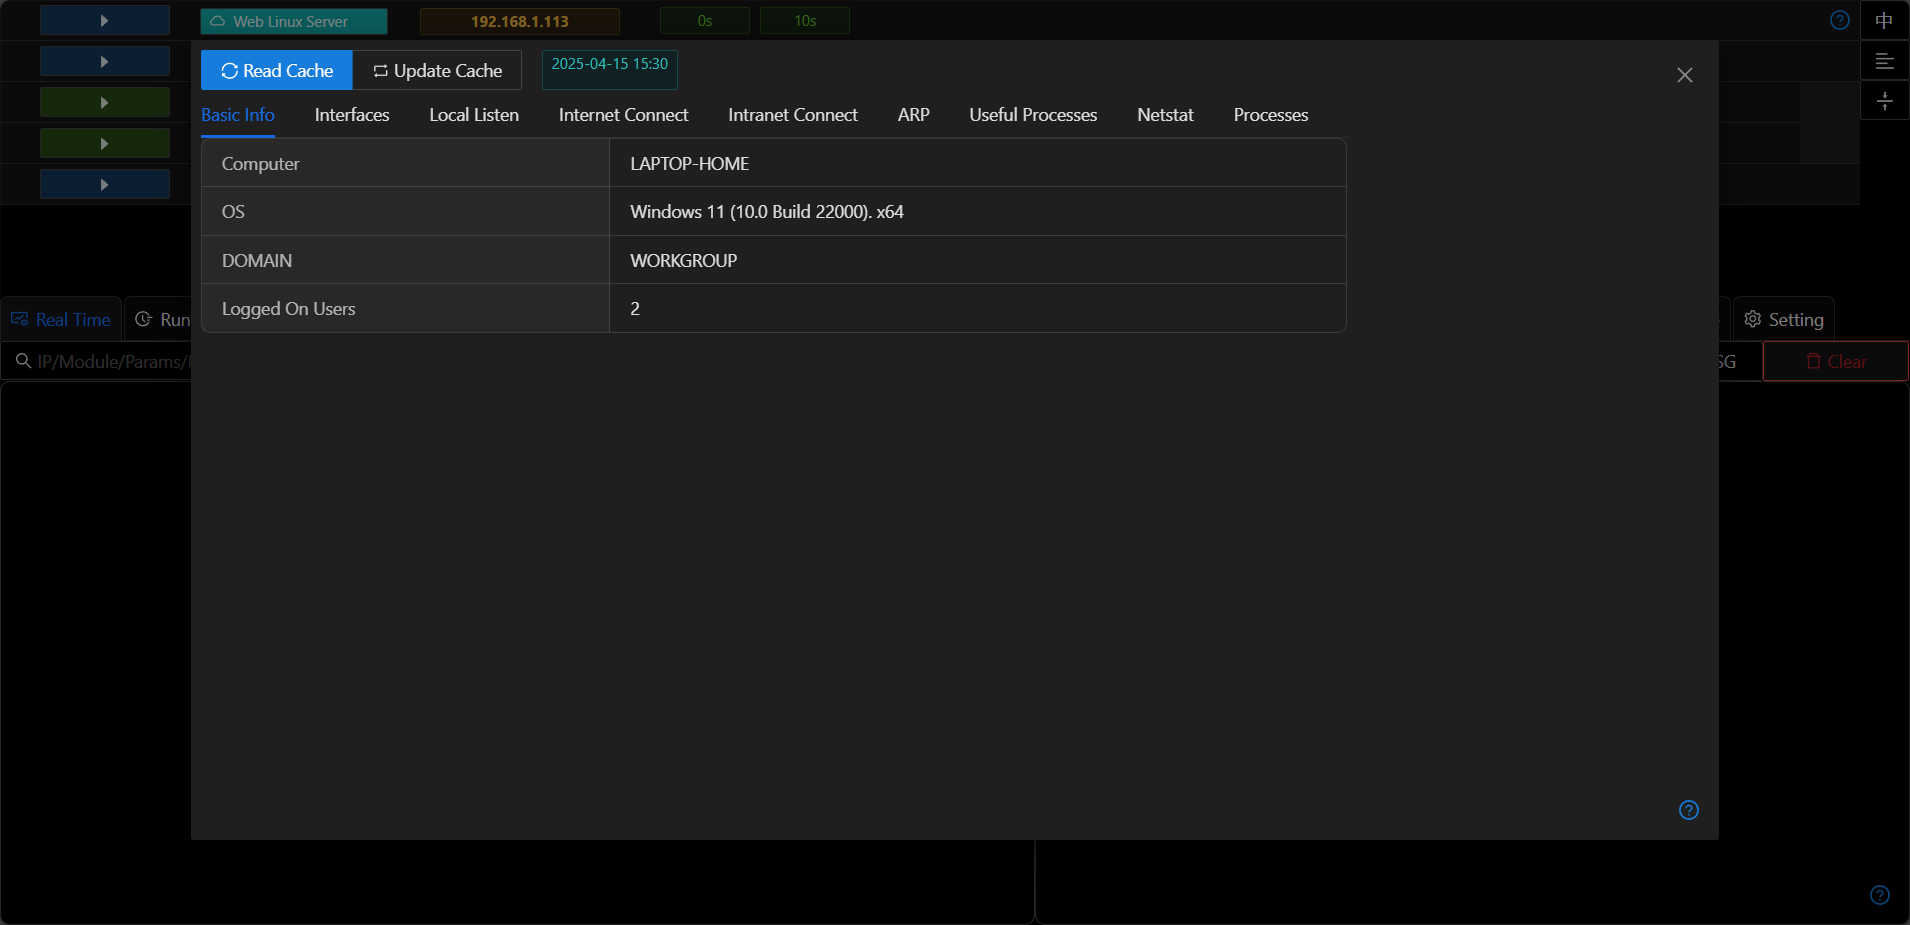 Web Linux Server 192.168.1.113 0s 10s 中
Read Cache Update Cache 2025-04-15 15:30
Basic Info Interfaces Local Listen Internet Connect Intranet Connect ARP Useful Processes Netstat Processes
Computer LAPTOP-HOME
OS Windows 11 (10.0 Build 22000). x64
DOMAIN WORKGROUP
Logged On Users 2
Real Time Run Setting
IP/Module/Params/ SG Clear